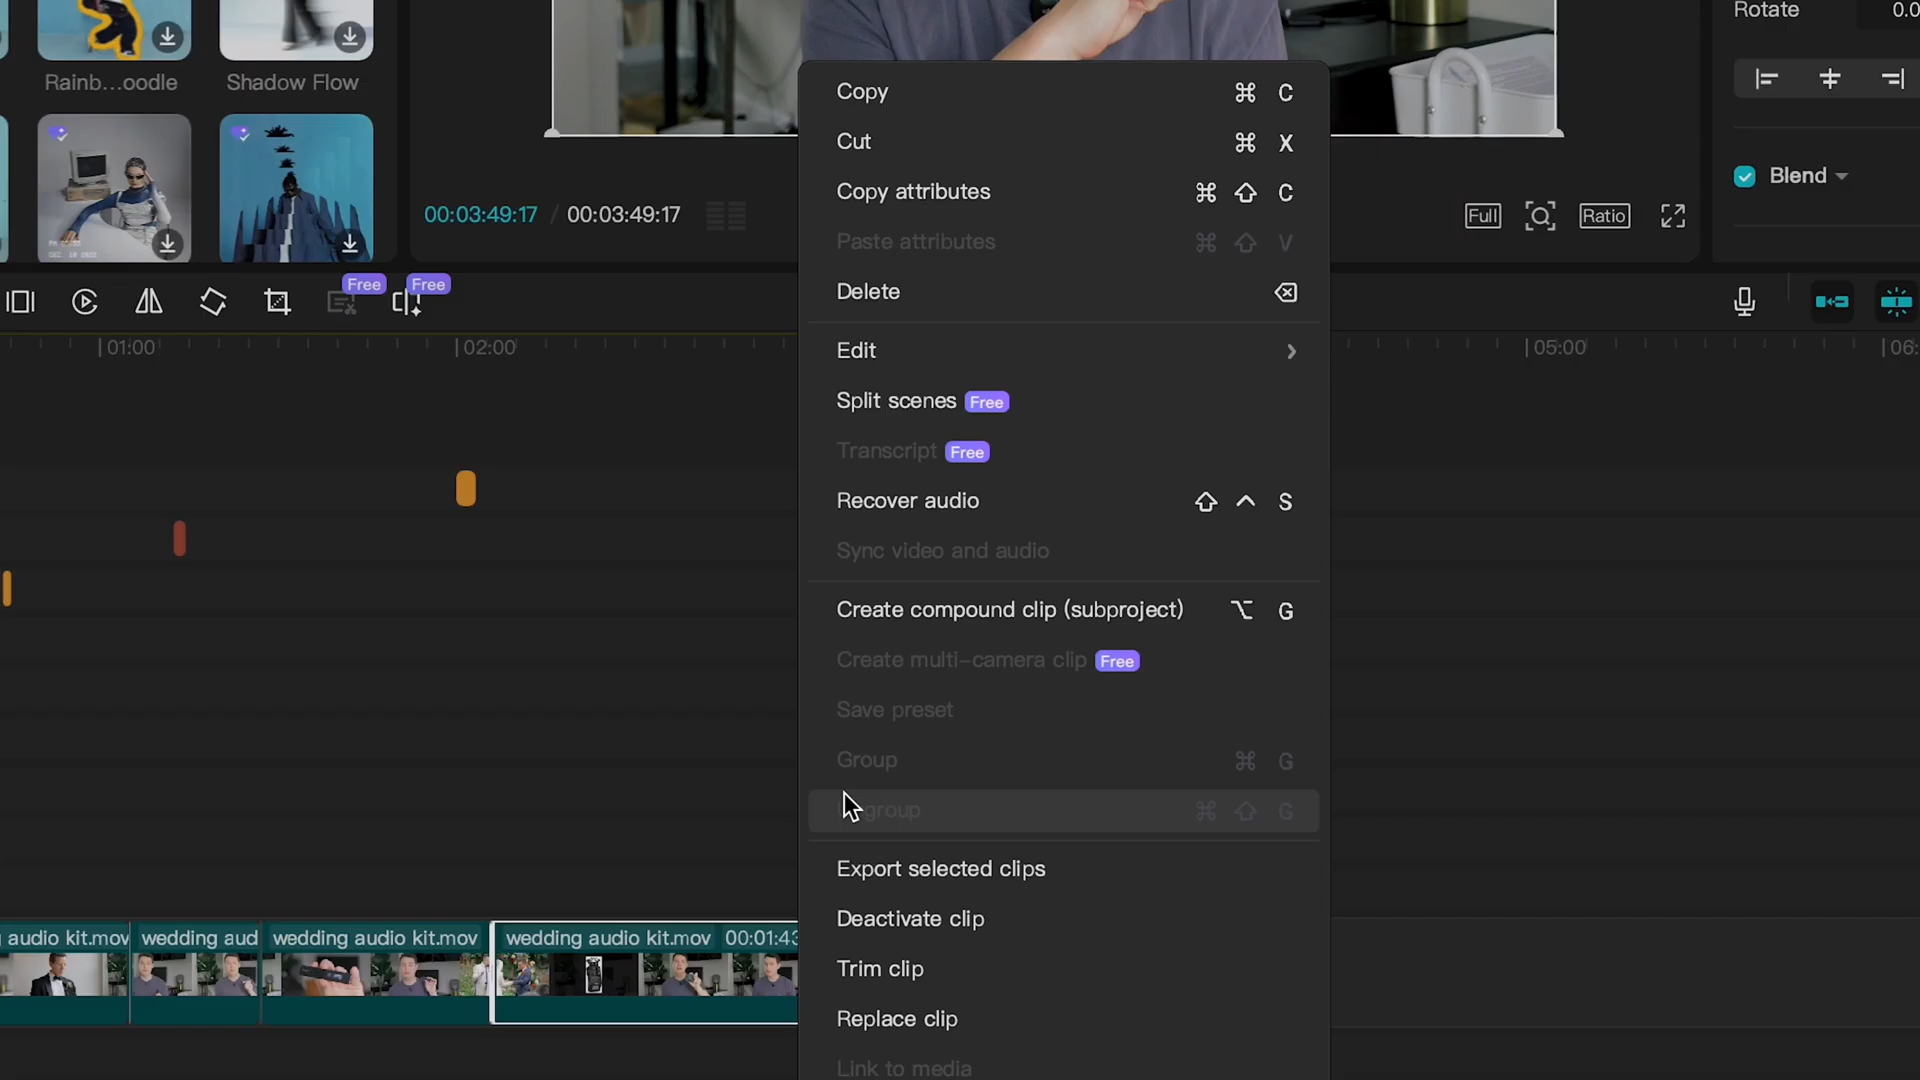 Rainb...oodle
Shadow Flow
00:03:49:17 / 00:03:49:17
Full
Ratio
Rotate
0.0
Blend
Free
Free
01:00
02:00
05:00
06:
Copy ⌘ C
Cut ⌘ X
Copy attributes ⌘ ⇧ C
Paste attributes ⌘ ⇧ V
Delete
Edit
Split scenes Free
Transcript Free
Recover audio ⇧ ^ S
Sync video and audio
Create compound clip (subproject) ⌥ G
Create multi-camera clip Free
Save preset
Group ⌘ G
group ⌘ ⇧ G
Export selected clips
Deactivate clip
Trim clip
Replace clip
Link to media
audio kit.mov
wedding aud
wedding audio kit.mov
wedding audio kit.mov 00:01:43